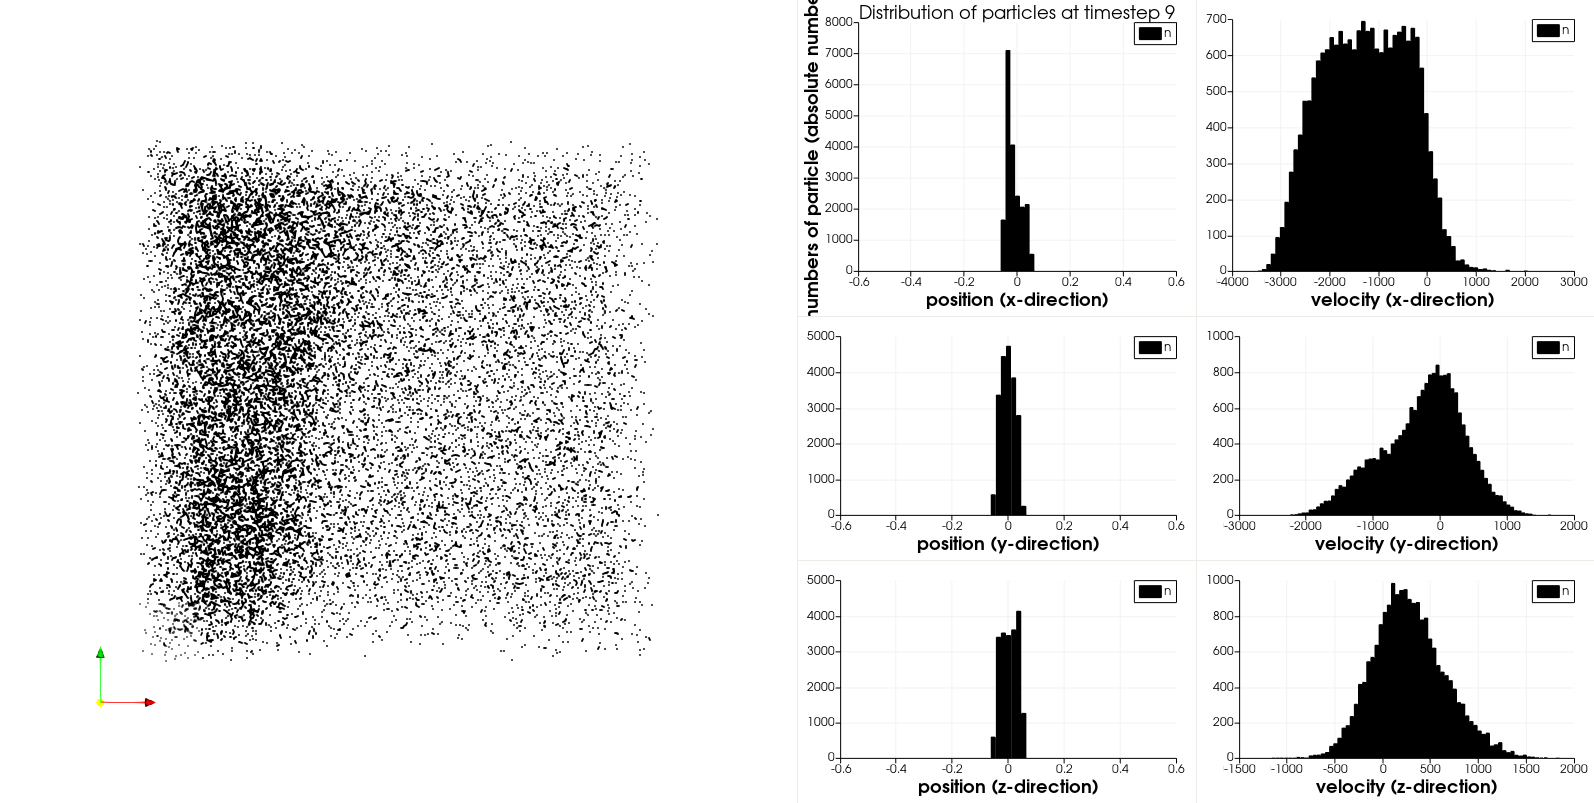 Distribution of particles at timestep 9
numbers of particle (absolute numbe
8000
7000
6000
5000
4000
3000
2000
1000
0
-0.6 -0.4 -0.2 0 0.2 0.4 0.6
position (x-direction)
n
700
600
500
400
300
200
100
0
-4000 -3000 -2000 -1000 0 1000 2000 3000
velocity (x-direction)
n
5000
4000
3000
2000
1000
0
-0.6 -0.4 -0.2 0 0.2 0.4 0.6
position (y-direction)
n
1000
800
600
400
200
0
-3000 -2000 -1000 0 1000 2000
velocity (y-direction)
n
5000
4000
3000
2000
1000
0
-0.6 -0.4 -0.2 0 0.2 0.4 0.6
position (z-direction)
n
1000
800
600
400
200
0
-1500 -1000 -500 0 500 1000 1500 2000
velocity (z-direction)
n